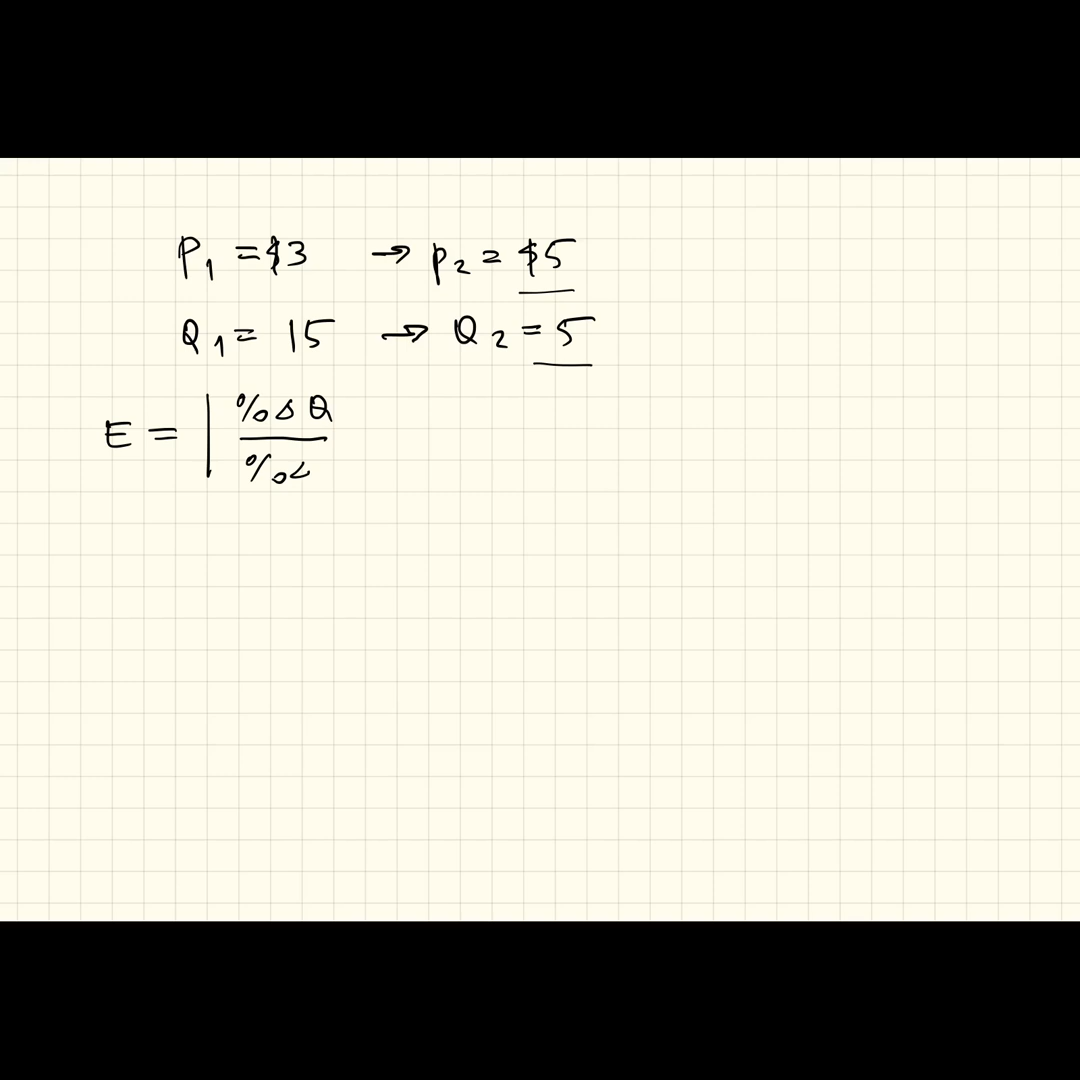 P₁ = $3 → P₂ = $5
Q₁ = 15 → Q₂ = 5
E = | %ΔQ
%Δ